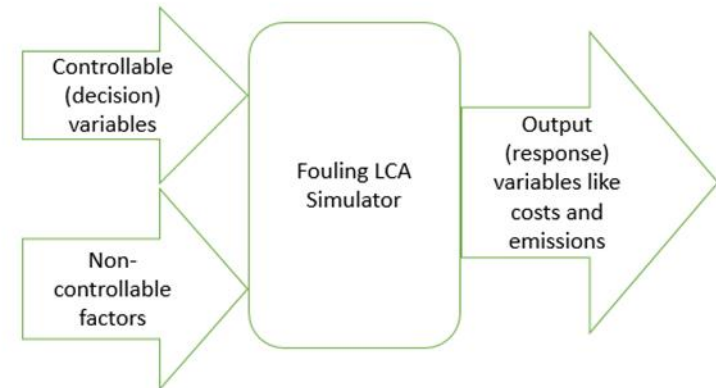 Controllable
(decision)
variables
Non-
controllable
factors
Fouling LCA
Simulator
Output
(response)
variables like
costs and
emissions